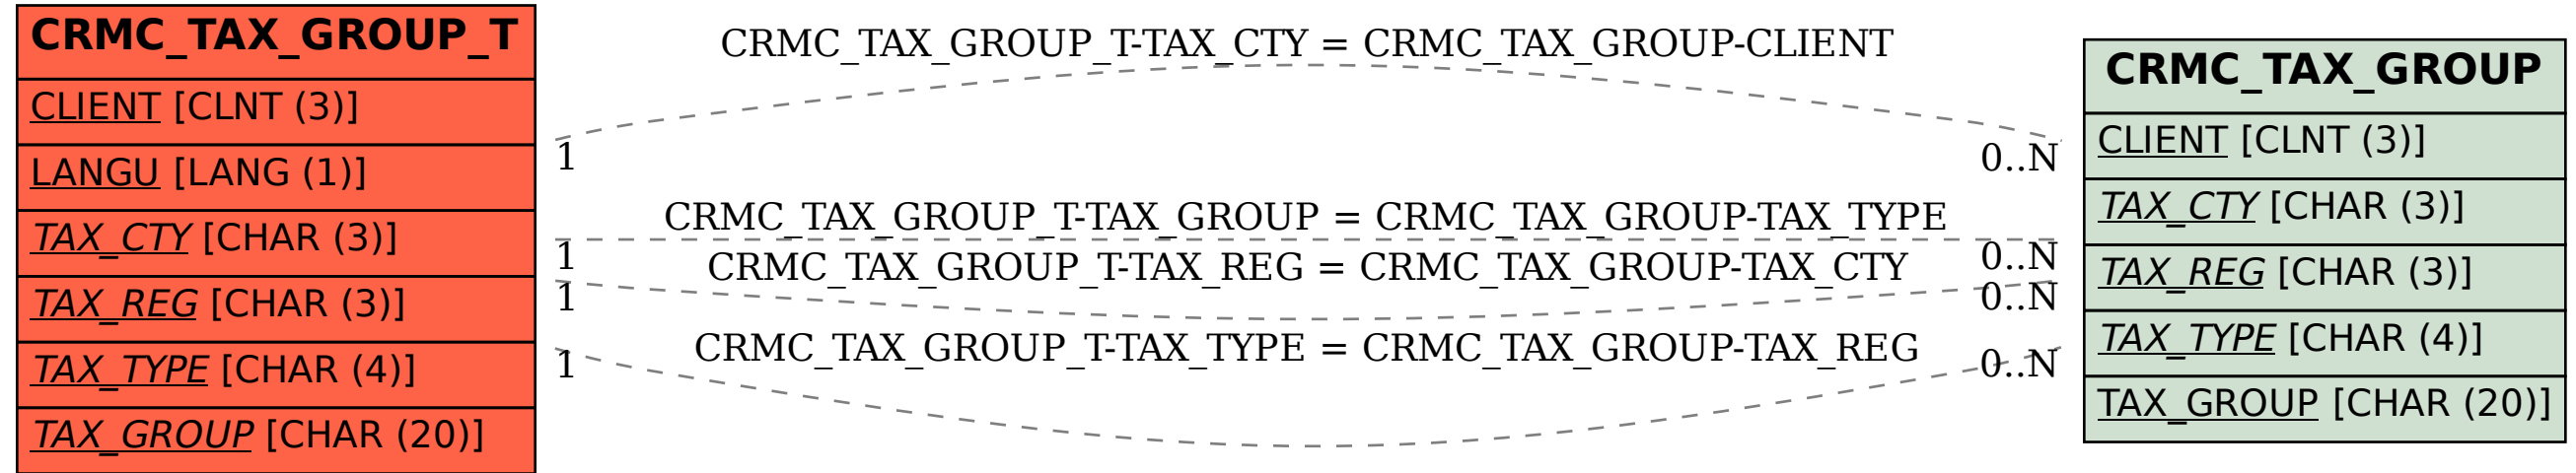 CRMC_TAX_GROUP_T
CLIENT [CLNT (3)]
LANGU [LANG (1)]
TAX_CTY [CHAR (3)]
TAX_REG [CHAR (3)]
TAX_TYPE [CHAR (4)]
TAX_GROUP [CHAR (20)]
CRMC_TAX_GROUP_T-TAX_CTY = CRMC_TAX_GROUP-CLIENT
1
0..N
CRMC_TAX_GROUP_T-TAX_GROUP = CRMC_TAX_GROUP-TAX_TYPE
1
0..N
CRMC_TAX_GROUP_T-TAX_REG = CRMC_TAX_GROUP-TAX_CTY
1
0..N
CRMC_TAX_GROUP_T-TAX_TYPE = CRMC_TAX_GROUP-TAX_REG
1
0..N
CRMC_TAX_GROUP
CLIENT [CLNT (3)]
TAX_CTY [CHAR (3)]
TAX_REG [CHAR (3)]
TAX_TYPE [CHAR (4)]
TAX_GROUP [CHAR (20)]